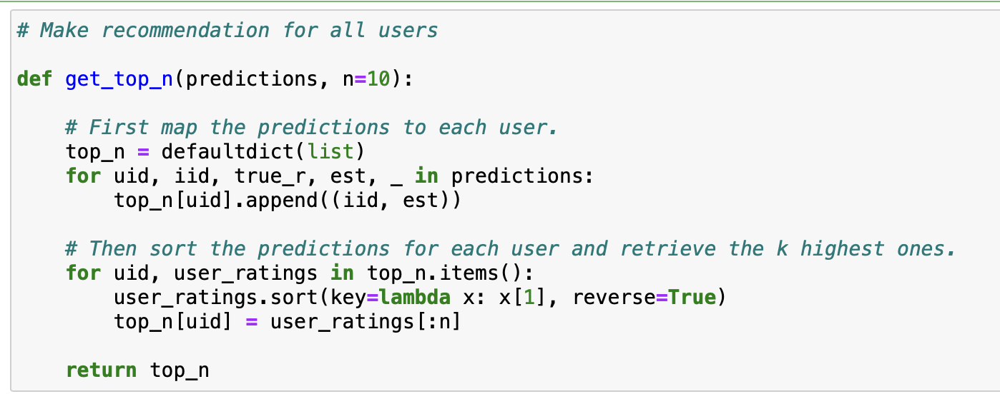 # Make recommendation for all users
def get_top_n(predictions, n=10):
# First map the predictions to each user.
top_n = defaultdict(list)
for uid, iid, true_r, est, _ in predictions:
top_n[uid].append((iid, est))
# Then sort the predictions for each user and retrieve the k highest ones.
for uid, user_ratings in top_n.items():
user_ratings.sort(key=lambda x: x[1], reverse=True)
top_n[uid] = user_ratings[:n]
return top_n